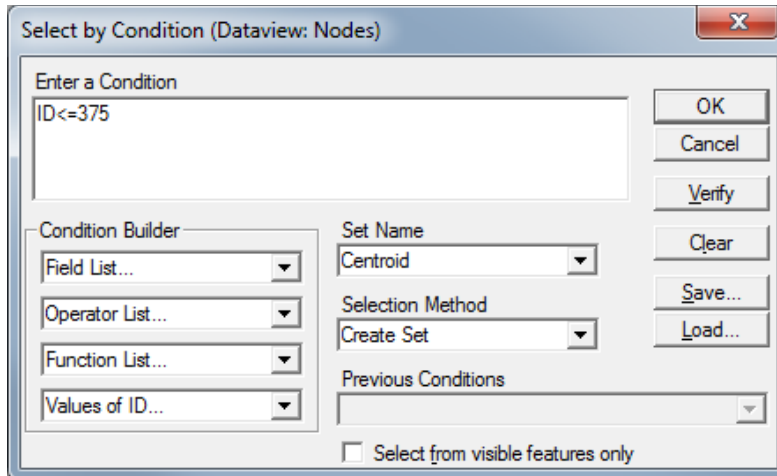 Select by Condition (Dataview: Nodes)
Enter a Condition
ID<=375
OK
Cancel
Verify
Condition Builder
Field List...
Operator List...
Function List...
Values of ID...
Set Name
Centroid
Selection Method
Create Set
Previous Conditions
Select from visible features only
Clear
Save...
Load...